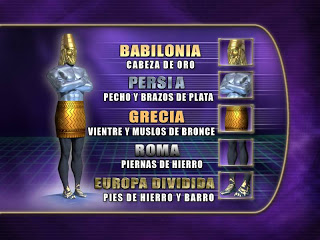 BABILONIA
CABEZA DE ORO
PERSIA
PECHO Y BRAZOS DE PLATA
GRECIA
VIENTRE Y MUSLOS DE BRONCE
ROMA
PIERNAS DE HIERRO
EUROPA DIVIDIDA
PIES DE HIERRO Y BARRO